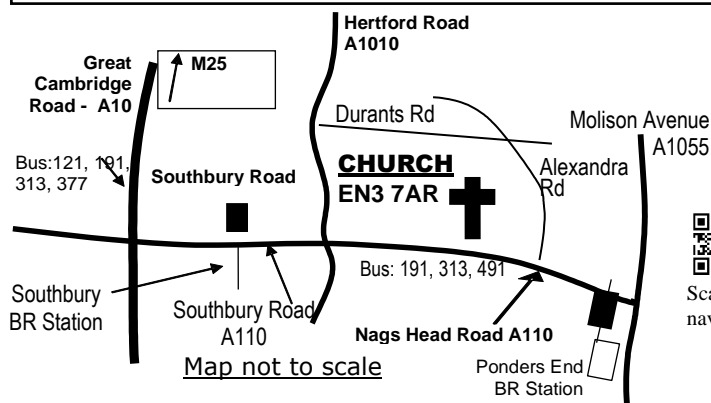 Hertford Road
A1010
Great
Cambridge
Road - A10
M25
Durants Rd
Molison Avenue
A1055
Bus:121, 191,
313, 377
Southbury Road
CHURCH
EN3 7AR
Alexandra
Rd
Bus: 191, 313, 491
Southbury
BR Station
Southbury Road
A110
Nags Head Road A110
Map not to scale
Ponders End
BR Station